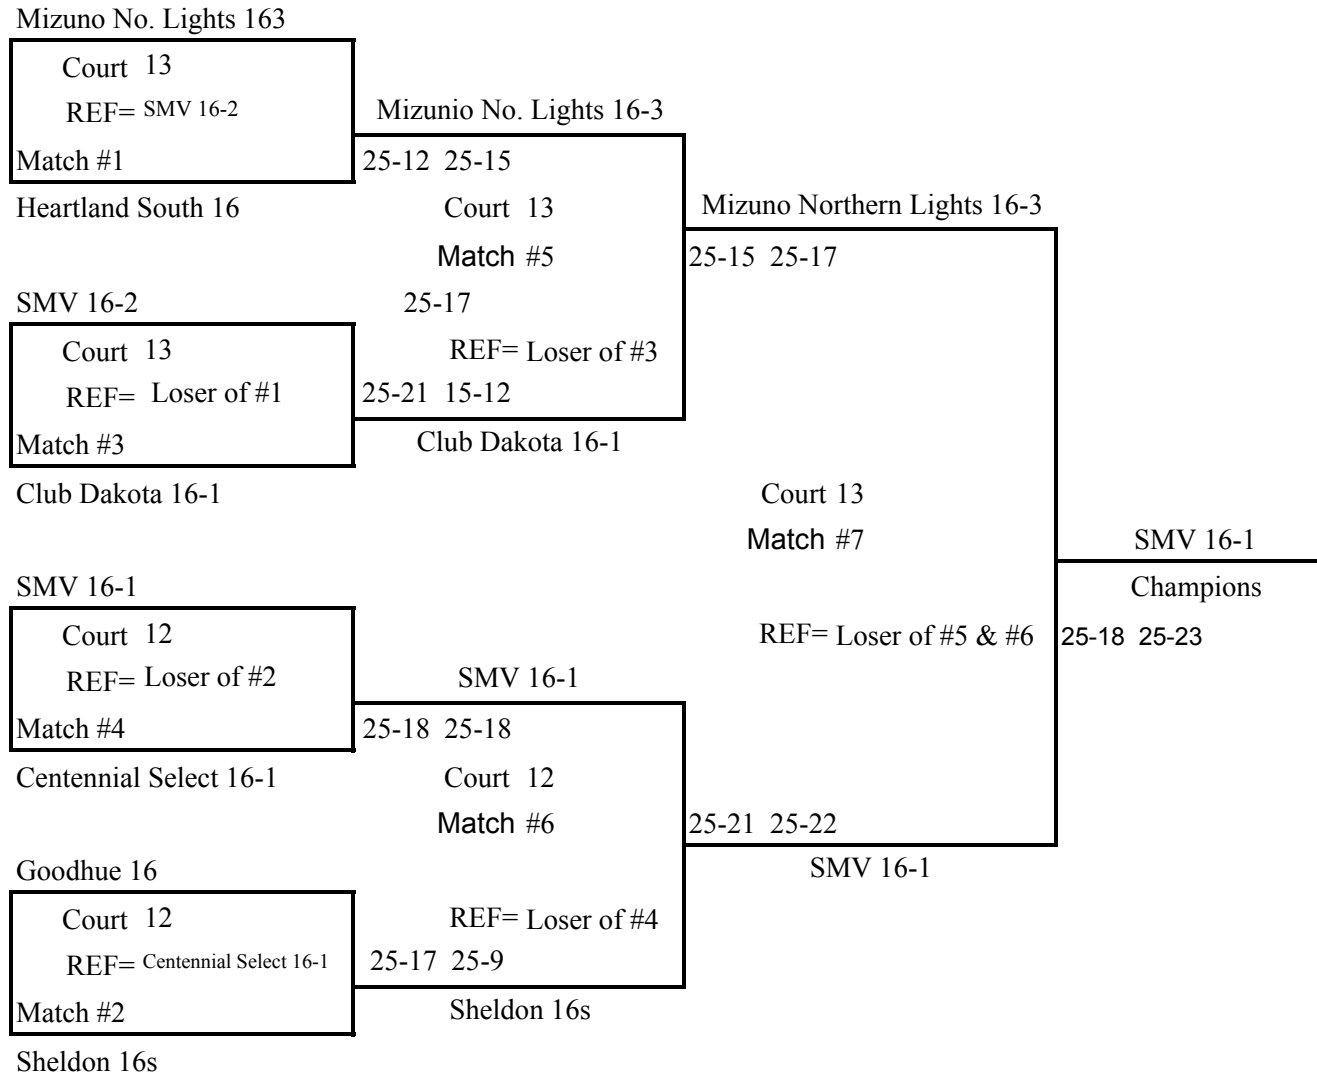 Mizuno No. Lights 163
Court 13
REF= SMV 16-2
Match #1
Heartland South 16
Mizunio No. Lights 16-3
25-12 25-15
Court 13
Match #5
25-17
REF= Loser of #3
25-21 15-12
Club Dakota 16-1
SMV 16-2
Court 13
REF= Loser of #1
Match #3
Club Dakota 16-1
Mizuno Northern Lights 16-3
25-15 25-17
Court 13
Match #7
REF= Loser of #5 & #6
SMV 16-1
Champions
25-18 25-23
SMV 16-1
Court 12
REF= Loser of #2
Match #4
Centennial Select 16-1
SMV 16-1
25-18 25-18
Court 12
Match #6
REF= Loser of #4
25-17 25-9
Sheldon 16s
25-21 25-22
SMV 16-1
Goodhue 16
Court 12
REF= Centennial Select 16-1
Match #2
Sheldon 16s